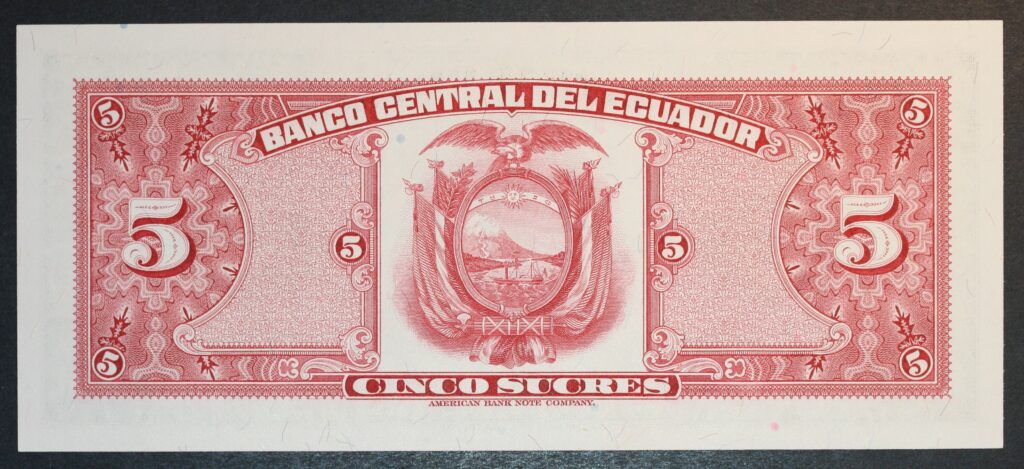 BANCO CENTRAL DEL ECUADOR
5 5
5 5
5 5
5 5
CINCO SUCRES
AMERICAN BANK NOTE COMPANY.